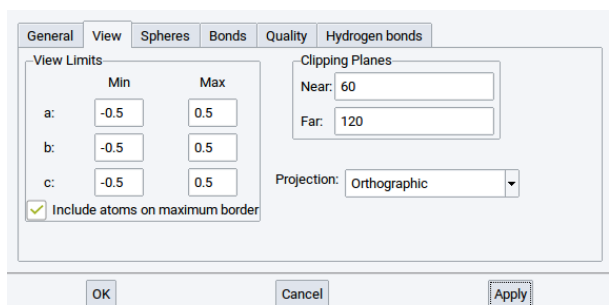 General View Spheres Bonds Quality Hydrogen bonds
View Limits
Min Max
a: -0.5 0.5
b: -0.5 0.5
c: -0.5 0.5
Include atoms on maximum border
Clipping Planes
Near: 60
Far: 120
Projection: Orthographic
OK Cancel Apply